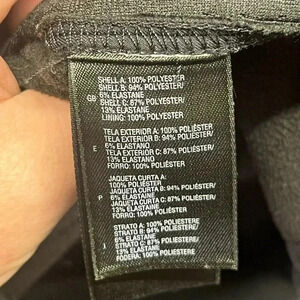 SHELL A: 100% POLYESTER
SHELL B: 94% POLYESTER
6% ELASTANE
GB SHELL C: 87% POLYESTER/
13% ELASTANE
LINING: 100% POLYESTER
TELA EXTERIOR A: 100% POLIÉSTER
TELA EXTERIOR B: 94% POLIÉSTER
E 6% ELASTANO
TELA EXTERIOR C: 87% POLIÉSTER/
13% ELASTANO
FORRO: 100% POLIÉSTER
JAQUETA CURTA A:
100% POLIÉSTER
JAQUETA CURTA B: 94% POLIÉSTER
P 6% ELASTANE
JAQUETA CURTA C: 87% POLIÉSTER/
13% ELASTANE
FORRO: 100% POLIÉSTER
STRATO A: 100% POLIESTERE
STRATO B: 94% POLIESTERE
I 6% ELASTAN
STRATO C: 87% POLIESTERE/
13% ELASTAN
FODERA: 100% POLIESTERE